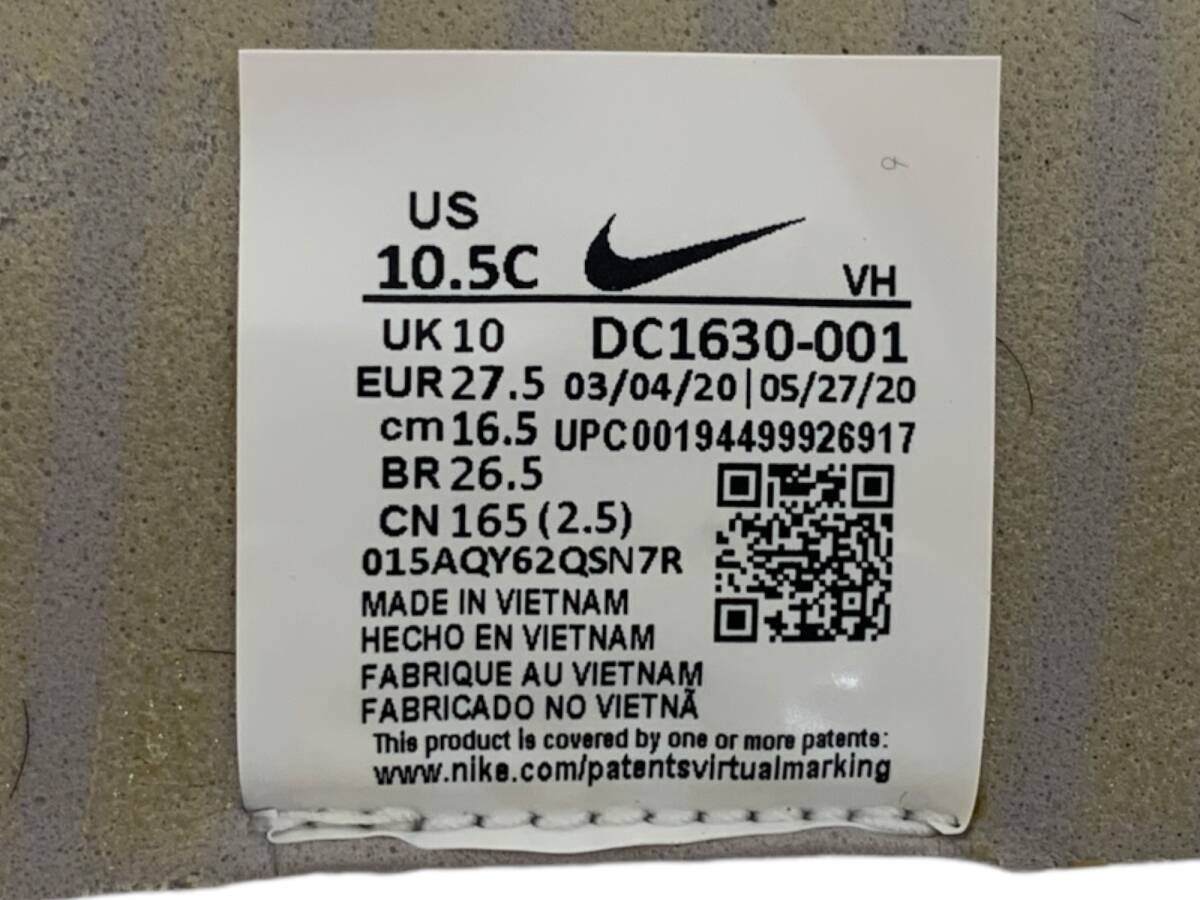 US
10.5C
VH
UK 10 DC1630-001
EUR 27.5 03/04/20|05/27/20
cm 16.5 UPC00194499926917
BR 26.5
CN 165 (2.5)
015AQY62QSN7R
MADE IN VIETNAM
HECHO EN VIETNAM
FABRIQUE AU VIETNAM
FABRICADO NO VIETNÃ
This product is covered by one or more patents:
www.nike.com/patentsvirtualmarking